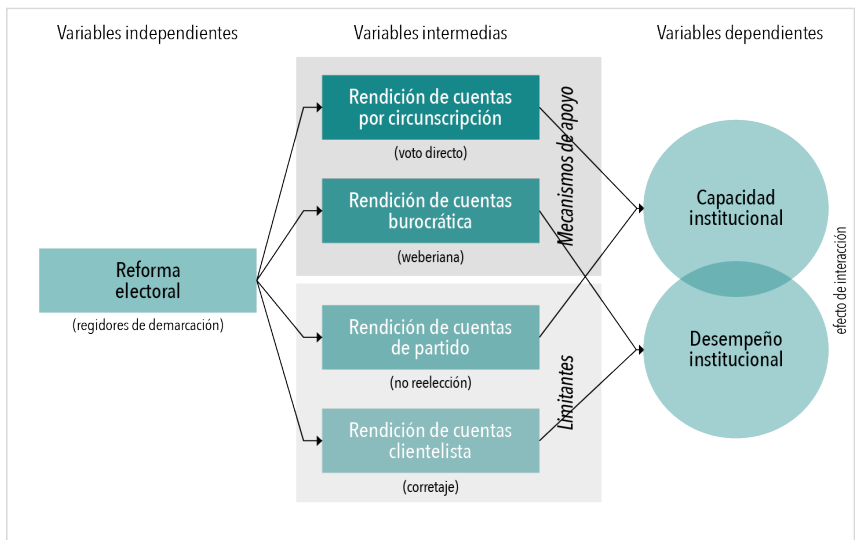 Variables independientes
Variables intermedias
Variables dependientes
Reforma
electoral
(regidores de demarcación)
Rendición de cuentas
por circunscripción
(voto directo)
Rendición de cuentas
burocrática
(weberiana)
Mecanismos de apoyo
Rendición de cuentas
de partido
(no reelección)
Rendición de cuentas
clientelista
(corretaje)
Limitantes
Capacidad
institucional
Desempeño
institucional
efecto de interacción